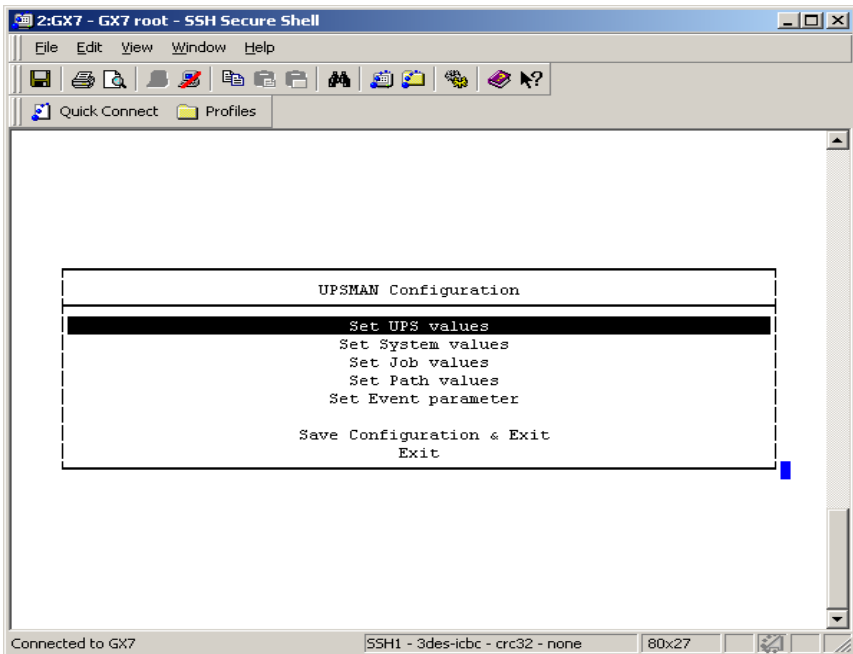 2:GX7 - GX7 root - SSH Secure Shell
File Edit View Window Help
Quick Connect Profiles
UPSMAN Configuration
Set UPS values
Set System values
Set Job values
Set Path values
Set Event parameter
Save Configuration & Exit
Exit
Connected to GX7 SSH1 - 3des-icbc - crc32 - none 80x27